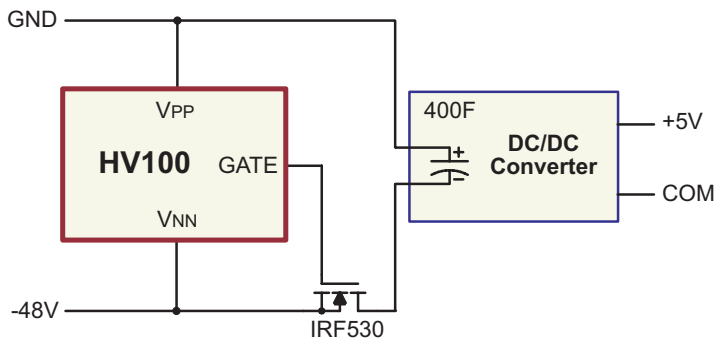 GND
VPP
HV100
GATE
VNN
-48V
IRF530
400F
+
DC/DC
Converter
–
+5V
COM